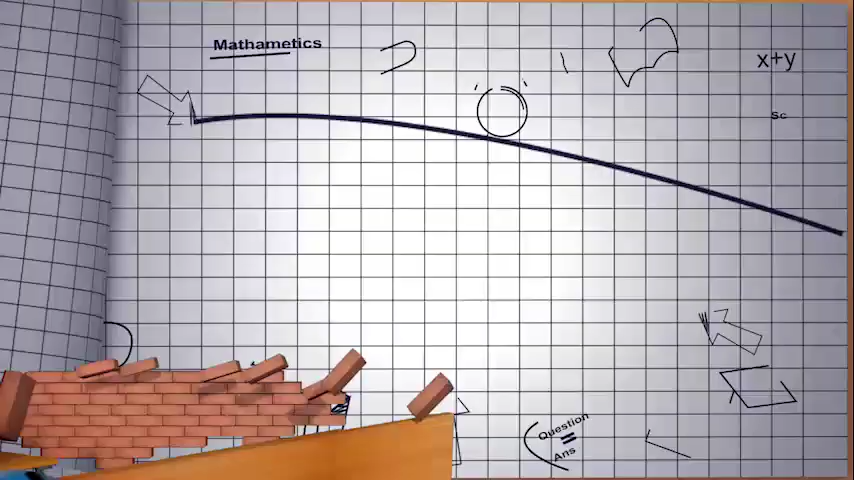 Mathametics
x+y
Sc
Question
=
Ans